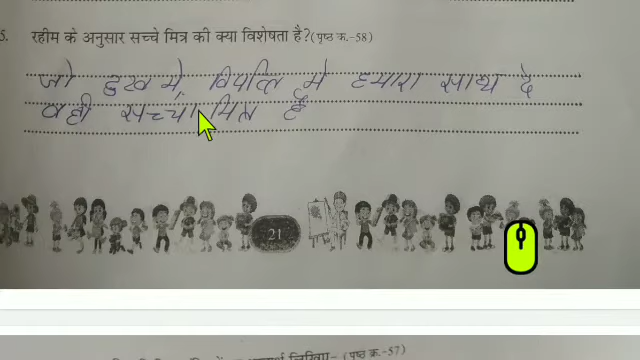 5. रहीम के अनुसार सच्चे मित्र की क्या विशेषता है? (पृष्ठ क्र.-58)
जो दुख में, विपत्ति मे हमारा साथ दे
वही सच्चा मित्र है
21
(पृष्ठ क्र.-57)